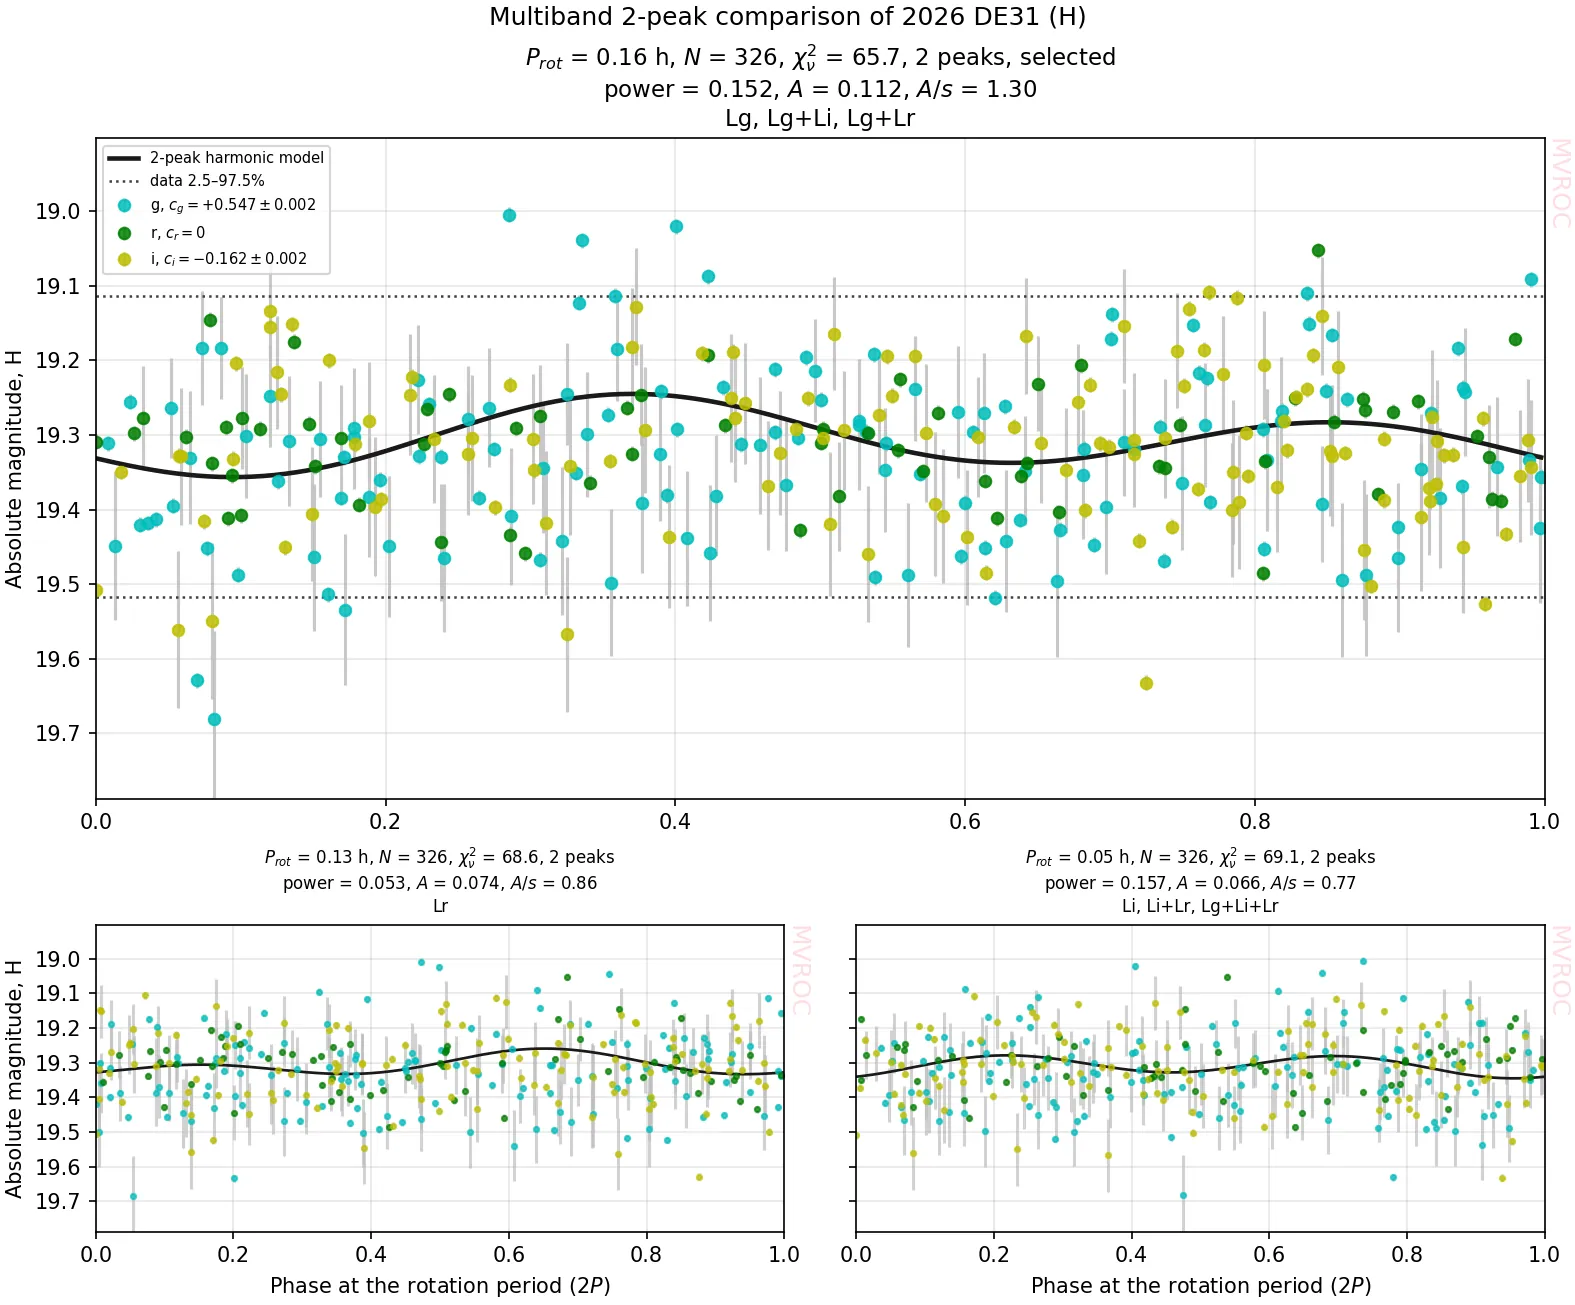 Multiband 2-peak comparison of 2026 DE31 (H)
P_rot = 0.16 h, N = 326, χ²_ν = 65.7, 2 peaks, selected
power = 0.152, A = 0.112, A/s = 1.30
Lg, Lg+Li, Lg+Lr
2-peak harmonic model
data 2.5–97.5%
g, c_g = +0.547 ± 0.002
r, c_r = 0
i, c_i = −0.162 ± 0.002
MVROC
Absolute magnitude, H
19.0
19.1
19.2
19.3
19.4
19.5
19.6
19.7
0.0 0.2 0.4 0.6 0.8 1.0
P_rot = 0.13 h, N = 326, χ²_ν = 68.6, 2 peaks
power = 0.053, A = 0.074, A/s = 0.86
Lr
MVROC
Absolute magnitude, H
19.0
19.1
19.2
19.3
19.4
19.5
19.6
19.7
0.0 0.2 0.4 0.6 0.8 1.0
Phase at the rotation period (2P)
P_rot = 0.05 h, N = 326, χ²_ν = 69.1, 2 peaks
power = 0.157, A = 0.066, A/s = 0.77
Li, Li+Lr, Lg+Li+Lr
MVROC
0.0 0.2 0.4 0.6 0.8 1.0
Phase at the rotation period (2P)